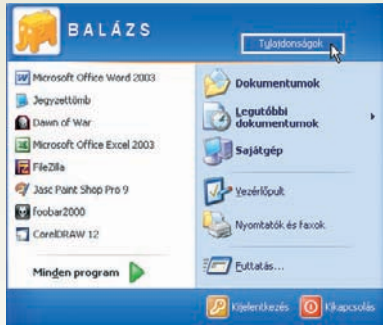 BALÁZS
Tulajdonságok
Microsoft Office Word 2003
Jegyzettömb
Dawn of War
Microsoft Office Excel 2003
FileZilla
Jasc Paint Shop Pro 9
foobar2000
CorelDRAW 12
Minden program
Dokumentumok
Legutóbbi
dokumentumok
Sajátgép
Vezérlőpult
Nyomtatók és faxok
Futtatás...
Kijelentkezés
Kikapcsolás